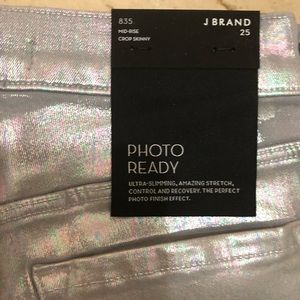 835
MID-RISE
CROP SKINNY
J BRAND
25
PHOTO
READY
ULTRA-SLIMMING, AMAZING STRETCH,
CONTROL AND RECOVERY. THE PERFECT
PHOTO FINISH EFFECT.